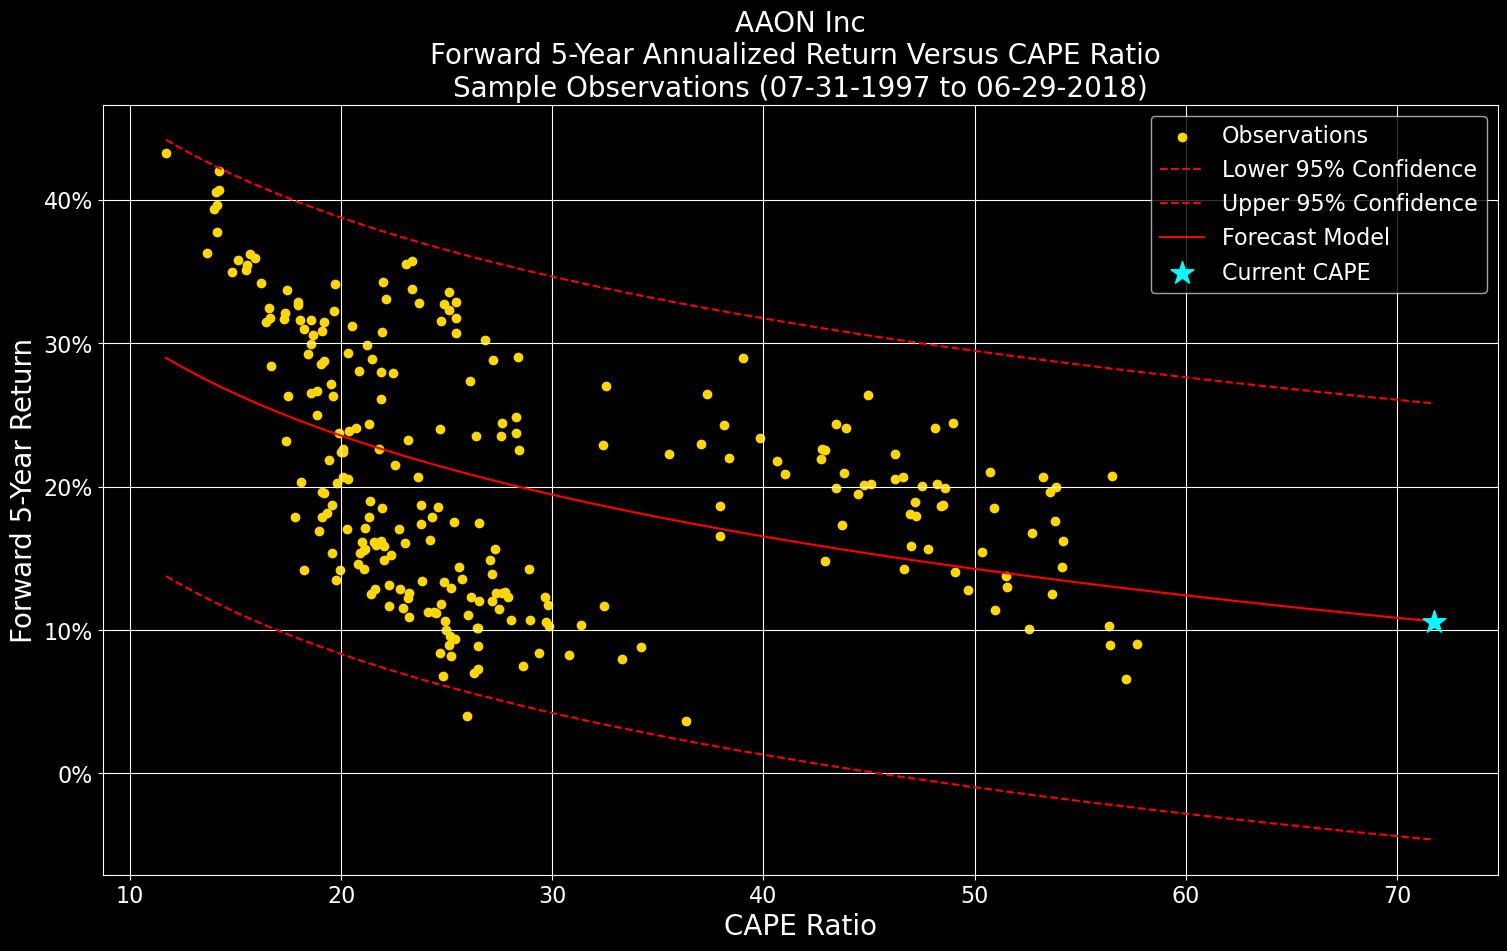 AAON Inc
Forward 5-Year Annualized Return Versus CAPE Ratio
Sample Observations (07-31-1997 to 06-29-2018)
Observations
Lower 95% Confidence
Upper 95% Confidence
Forecast Model
Current CAPE
Forward 5-Year Return
40%
30%
20%
10%
0%
10 20 30 40 50 60 70
CAPE Ratio